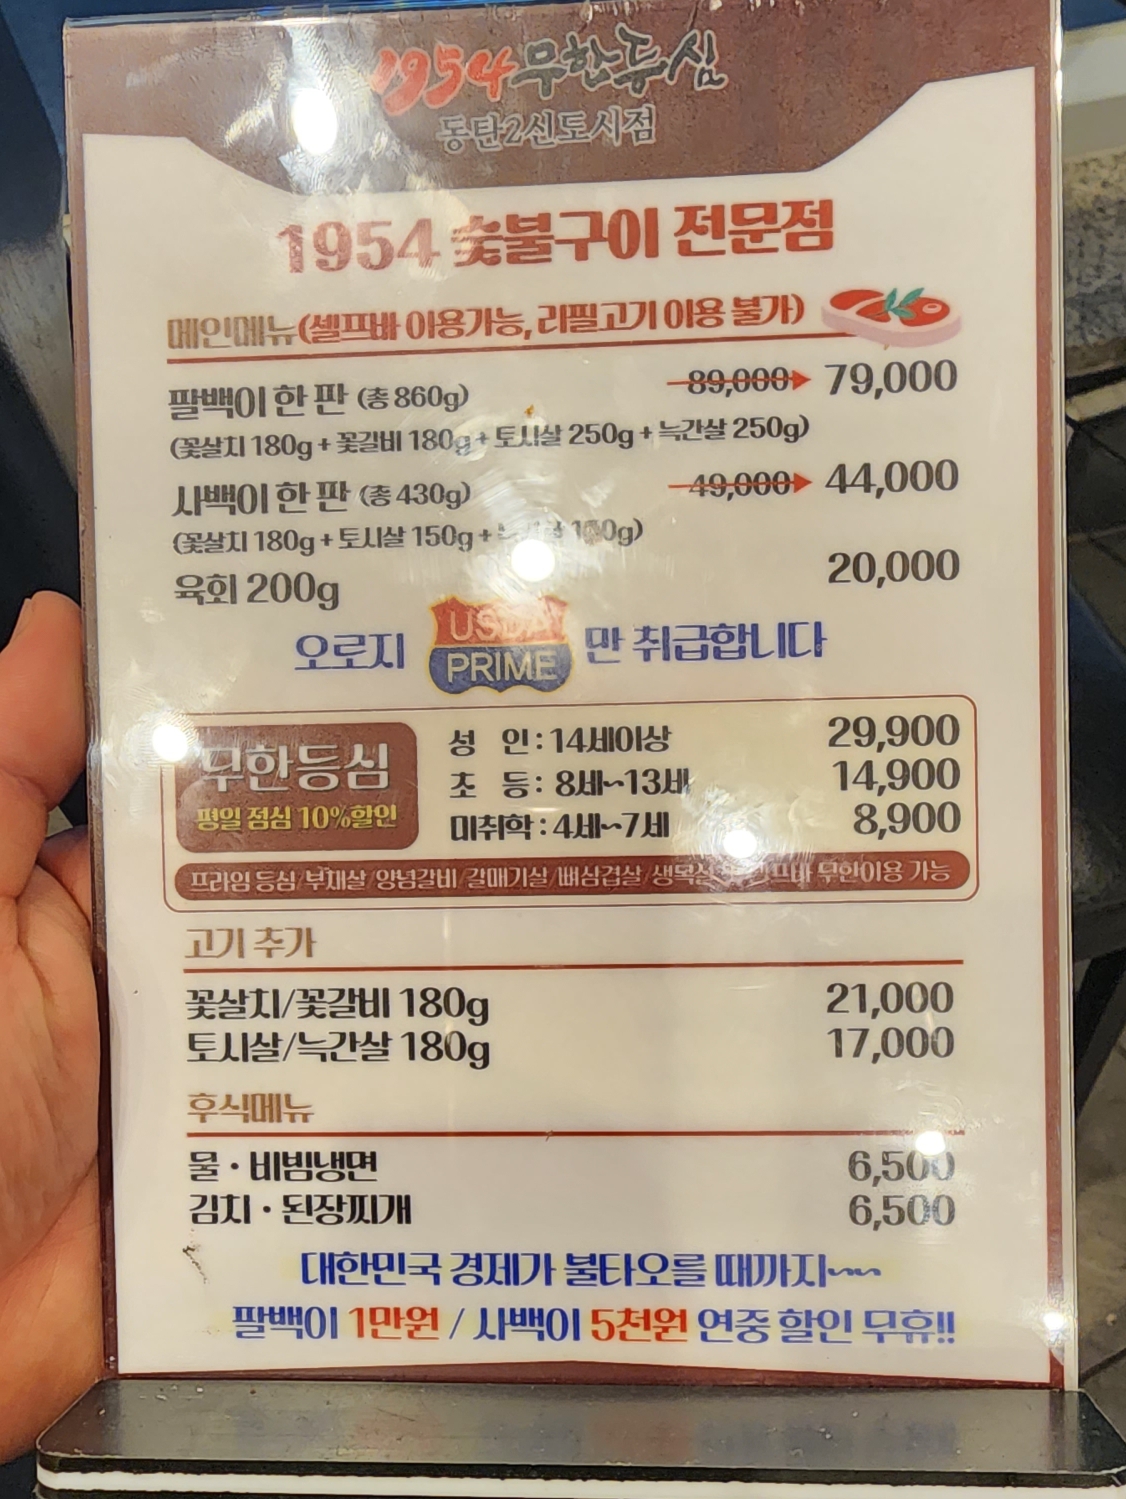 1954무한등심
동탄2신도시점
1954 숯불구이 전문점
메인메뉴(셀프바 이용가능, 리필고기 이용 불가)
팔백이 한 판 (총 860g) 89,000 79,000
(꽃살치 180g + 꽃갈비 180g + 토시살 250g + 늑간살 250g)
사백이 한 판 (총 430g) 49,000 44,000
(꽃살치 180g + 토시살 150g +
육회 200g 20,000
오로지 USDA PRIME 만 취급합니다
무한등심
평일 점심 10%할인
성 인 : 14세이상 29,900
초 등 : 8세~13세 14,900
미취학 : 4세~7세 8,900
프라임 등심 부채살 양념갈비 갈매기살 뼈삼겹살 생목살 무한이용 가능
고기 추가
꽃살치/꽃갈비 180g 21,000
토시살/늑간살 180g 17,000
후식메뉴
물 · 비빔냉면 6,500
김치 · 된장찌개 6,500
대한민국 경제가 불타오를 때까지~~
팔백이 1만원 / 사백이 5천원 연중 할인 무휴!!